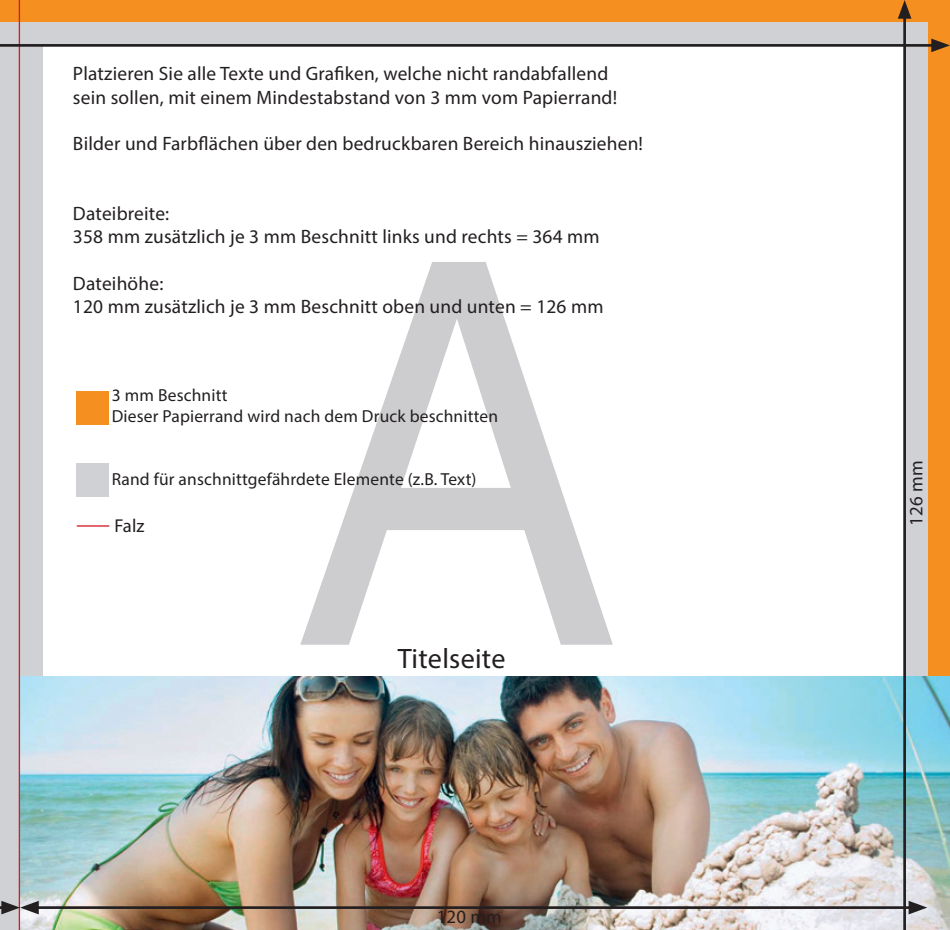 Platzieren Sie alle Texte und Grafiken, welche nicht randabfallend
sein sollen, mit einem Mindestabstand von 3 mm vom Papierrand!
Bilder und Farbflächen über den bedruckbaren Bereich hinausziehen!
Dateibreite:
358 mm zusätzlich je 3 mm Beschnitt links und rechts = 364 mm
Dateihöhe:
120 mm zusätzlich je 3 mm Beschnitt oben und unten = 126 mm
A
3 mm Beschnitt
Dieser Papierrand wird nach dem Druck beschnitten
Rand für anschnittgefährdete Elemente (z.B. Text)
Falz
126 mm
Titelseite
120 mm